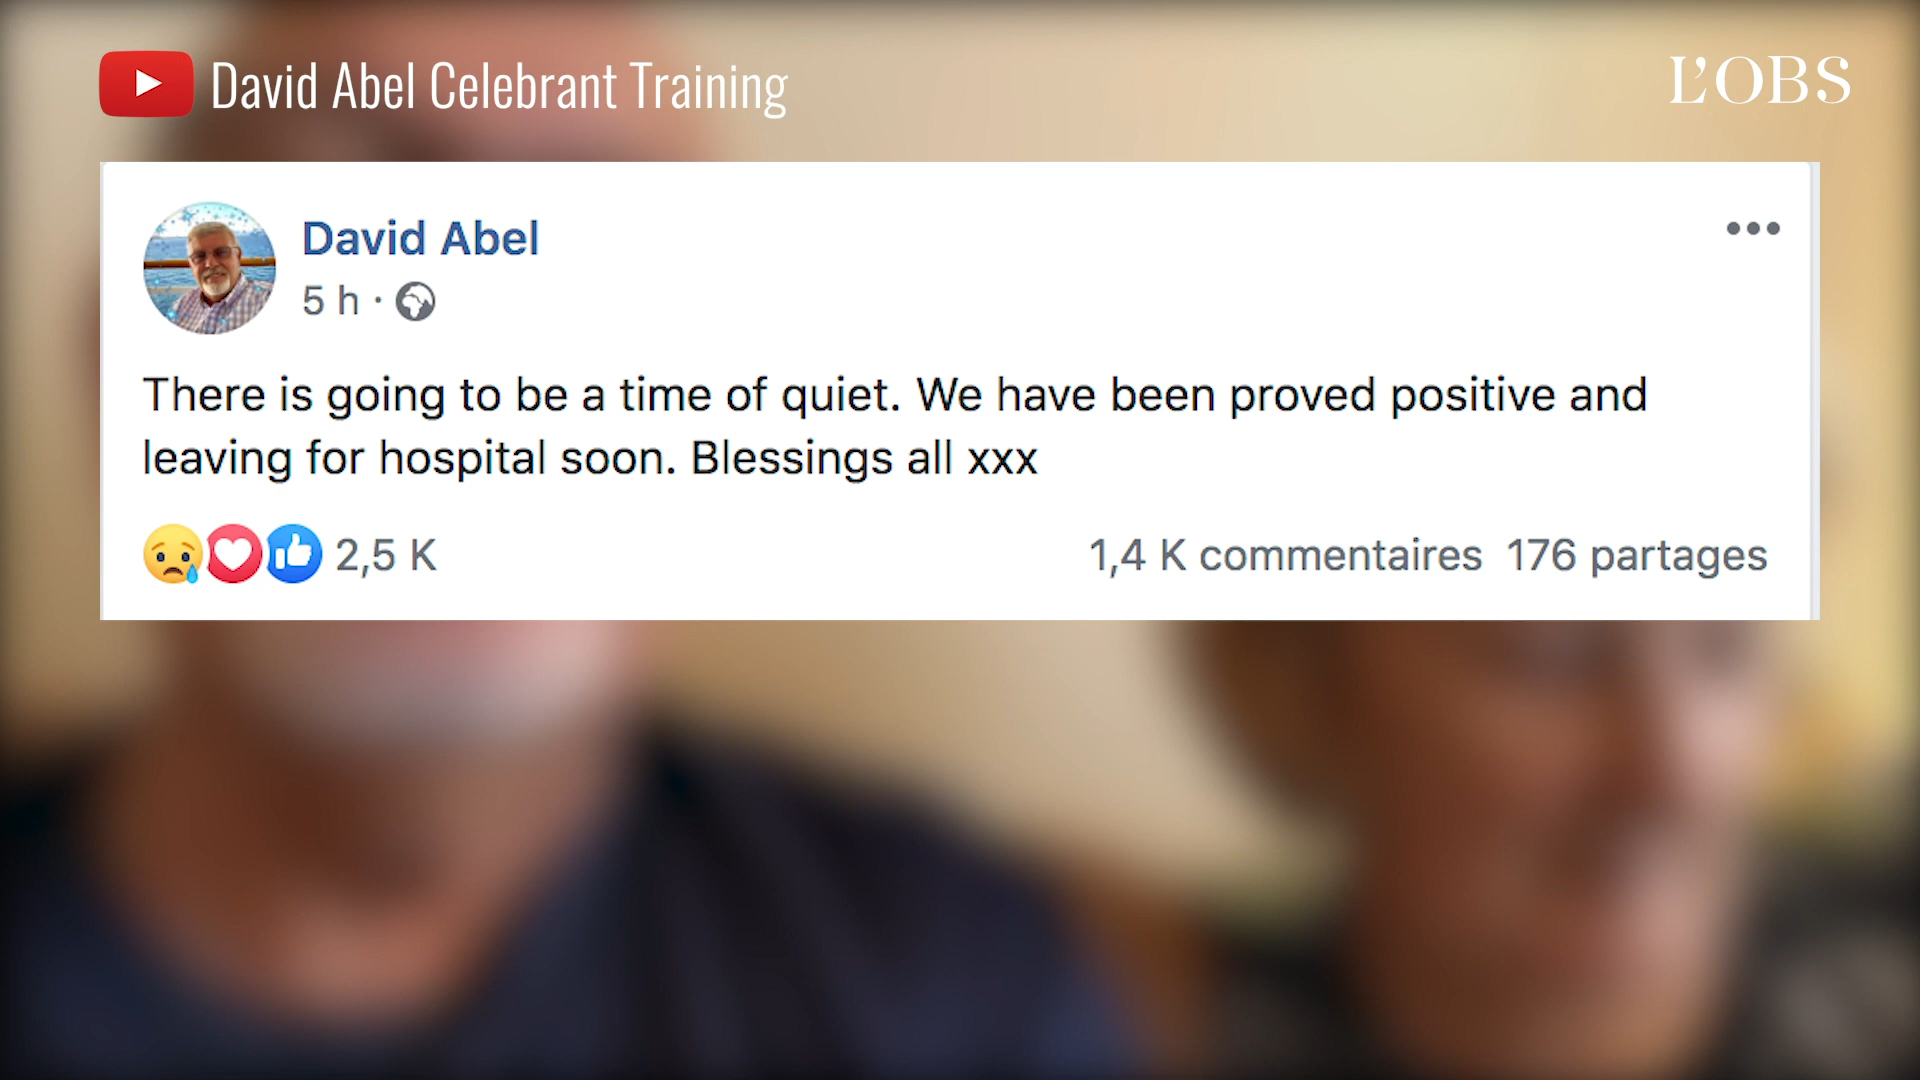 David Abel Celebrant Training
L'OBS
David Abel
5 h ·
There is going to be a time of quiet. We have been proved positive and
leaving for hospital soon. Blessings all xxx
2,5 K
1,4 K commentaires 176 partages